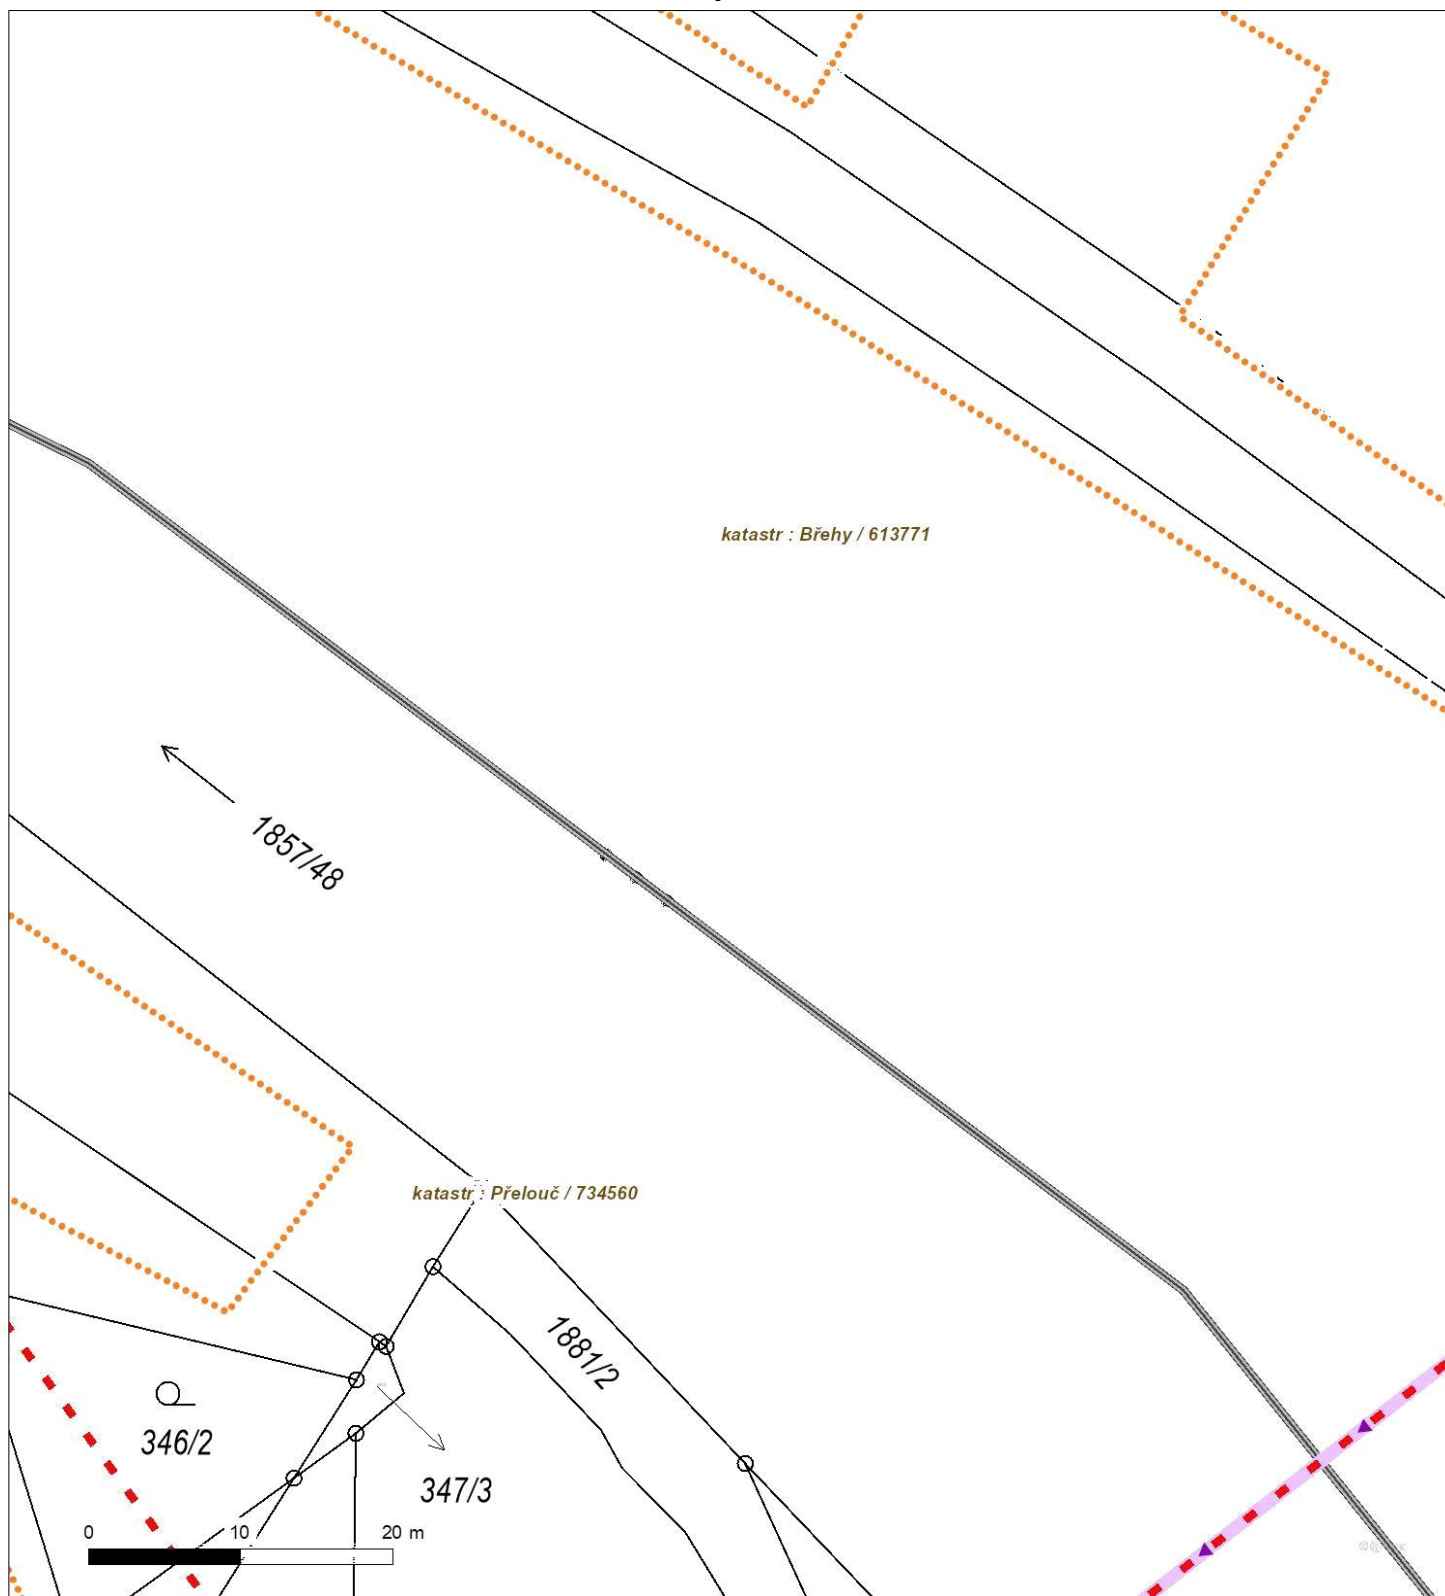 katastr : Břehy / 613771
1857/48
katastr : Přelouč / 734560
1881/2
346/2
347/3
0 10 20 m